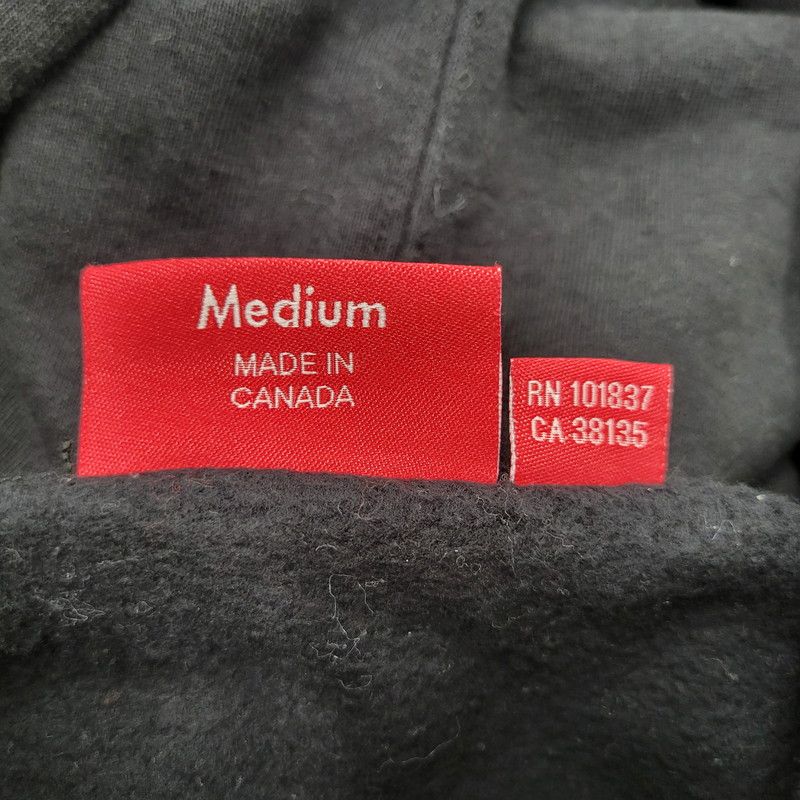 Medium
MADE IN
CANADA
RN 101837
CA 38135